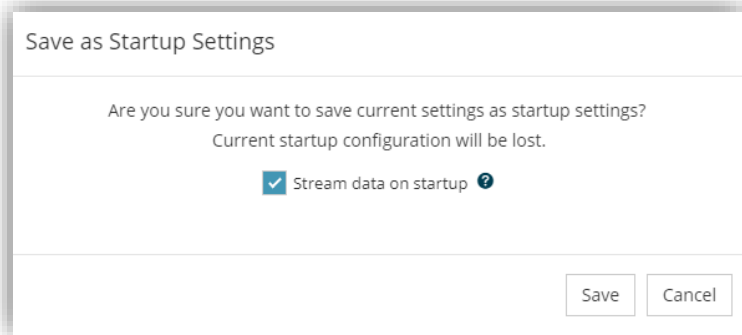 Save as Startup Settings
Are you sure you want to save current settings as startup settings?
Current startup configuration will be lost.
Stream data on startup ?
Save Cancel